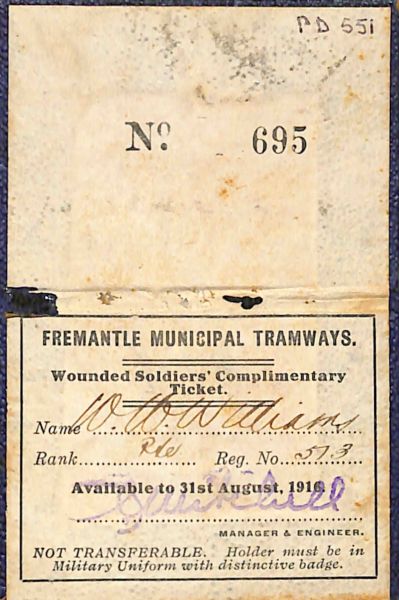 PD 551
No. 695
FREMANTLE MUNICIPAL TRAMWAYS.
Wounded Soldiers' Complimentary
Ticket.
Name W. W. Williams
Rank Pte Reg. No. 513
Available to 31st August, 1916
MANAGER & ENGINEER.
NOT TRANSFERABLE. Holder must be in
Military Uniform with distinctive badge.